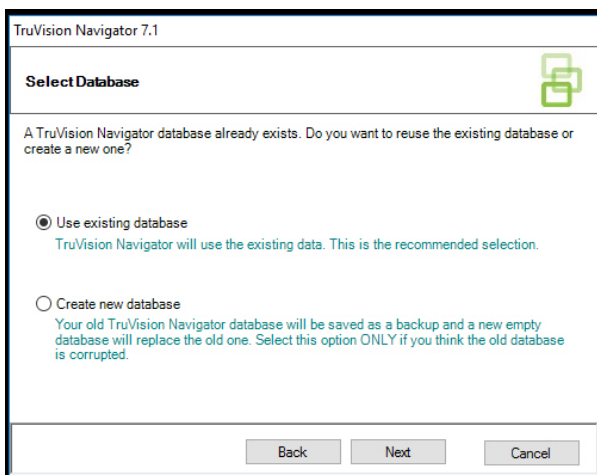 TruVision Navigator 7.1
Select Database
A TruVision Navigator database already exists. Do you want to reuse the existing database or
create a new one?
Use existing database
TruVision Navigator will use the existing data. This is the recommended selection.
Create new database
Your old TruVision Navigator database will be saved as a backup and a new empty
database will replace the old one. Select this option ONLY if you think the old database
is corrupted.
Back Next Cancel